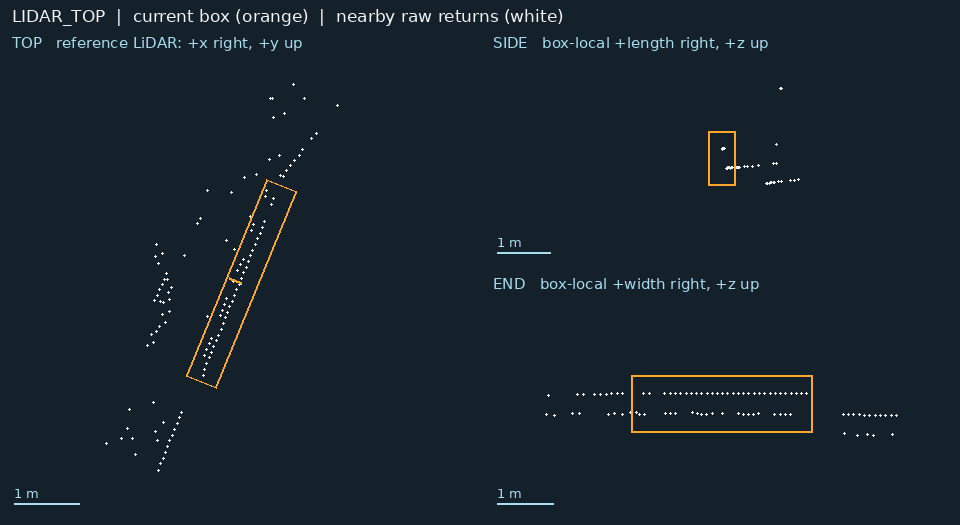 LIDAR_TOP | current box (orange) | nearby raw returns (white)
TOP reference LiDAR: +x right, +y up
SIDE box-local +length right, +z up
1 m
END box-local +width right, +z up
1 m
1 m